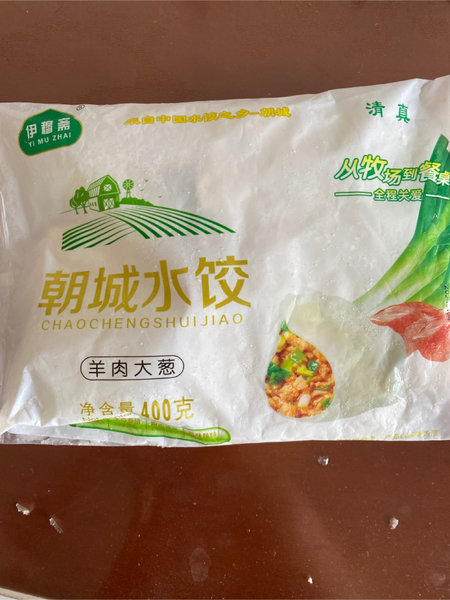 伊穆斋
YI MU ZHAI
来自中国水饺之乡-朝城
清真
从牧场到餐桌
全程关爱
朝城水饺
CHAOCHENGSHUIJIAO
羊肉大葱
净含量 400克